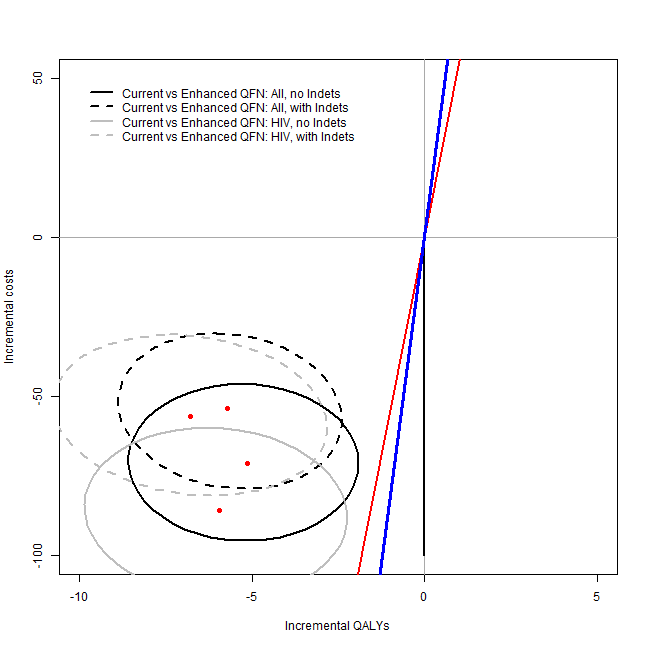 Current vs Enhanced QFN: All, no Indets
Current vs Enhanced QFN: All, with Indets
Current vs Enhanced QFN: HIV, no Indets
Current vs Enhanced QFN: HIV, with Indets
50
0
-50
-100
Incremental costs
-10
-5
0
5
Incremental QALYs